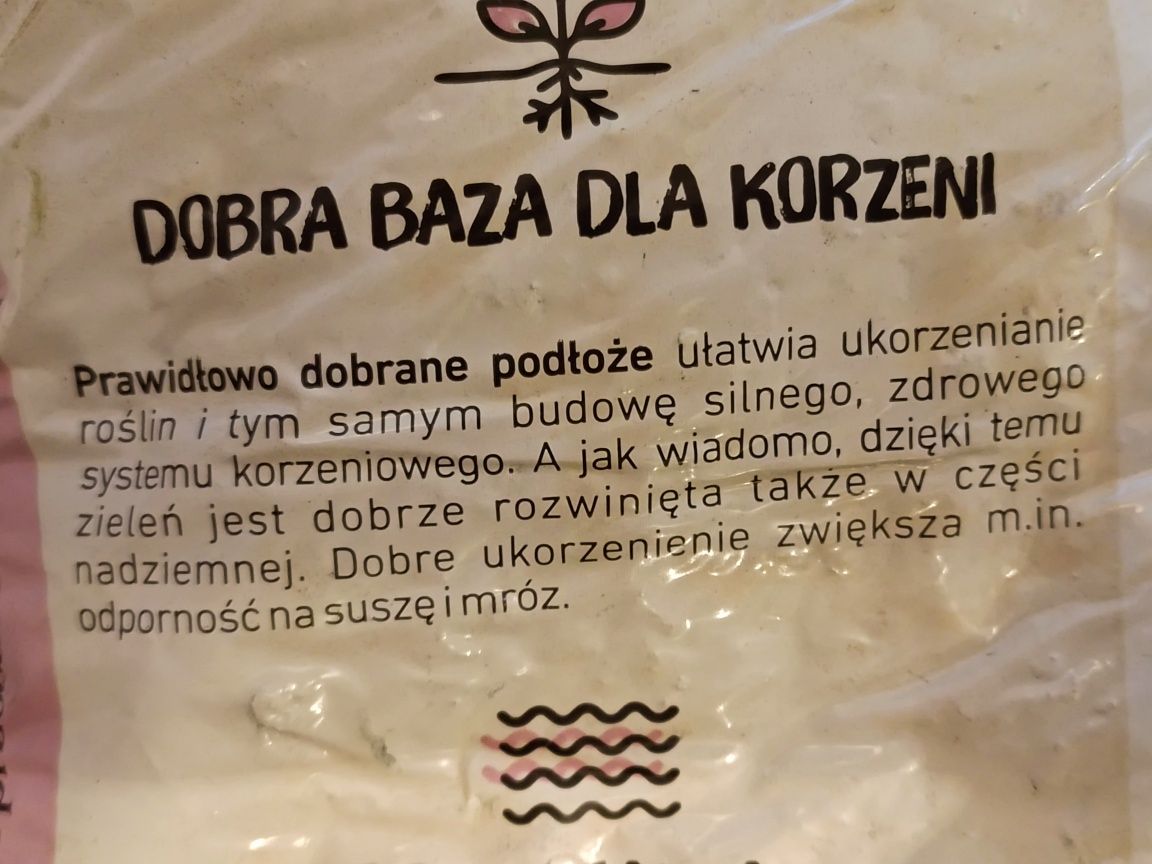 DOBRA BAZA DLA KORZENI
Prawidłowo dobrane podłoże ułatwia ukorzenianie
roślin i tym samym budowę silnego, zdrowego
systemu korzeniowego. A jak wiadomo, dzięki temu
zieleń jest dobrze rozwinięta także w części
nadziemnej. Dobre ukorzenienie zwiększa m.in.
odporność na suszę i mróz.